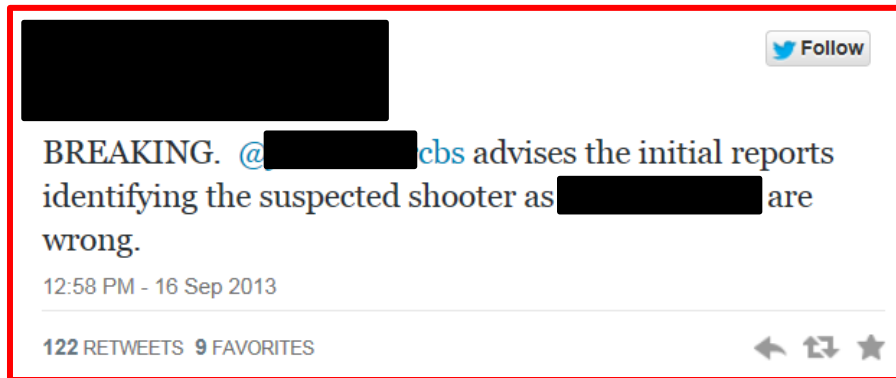 Follow
BREAKING. @ cbs advises the initial reports
identifying the suspected shooter as are
wrong.
12:58 PM - 16 Sep 2013
122 RETWEETS 9 FAVORITES